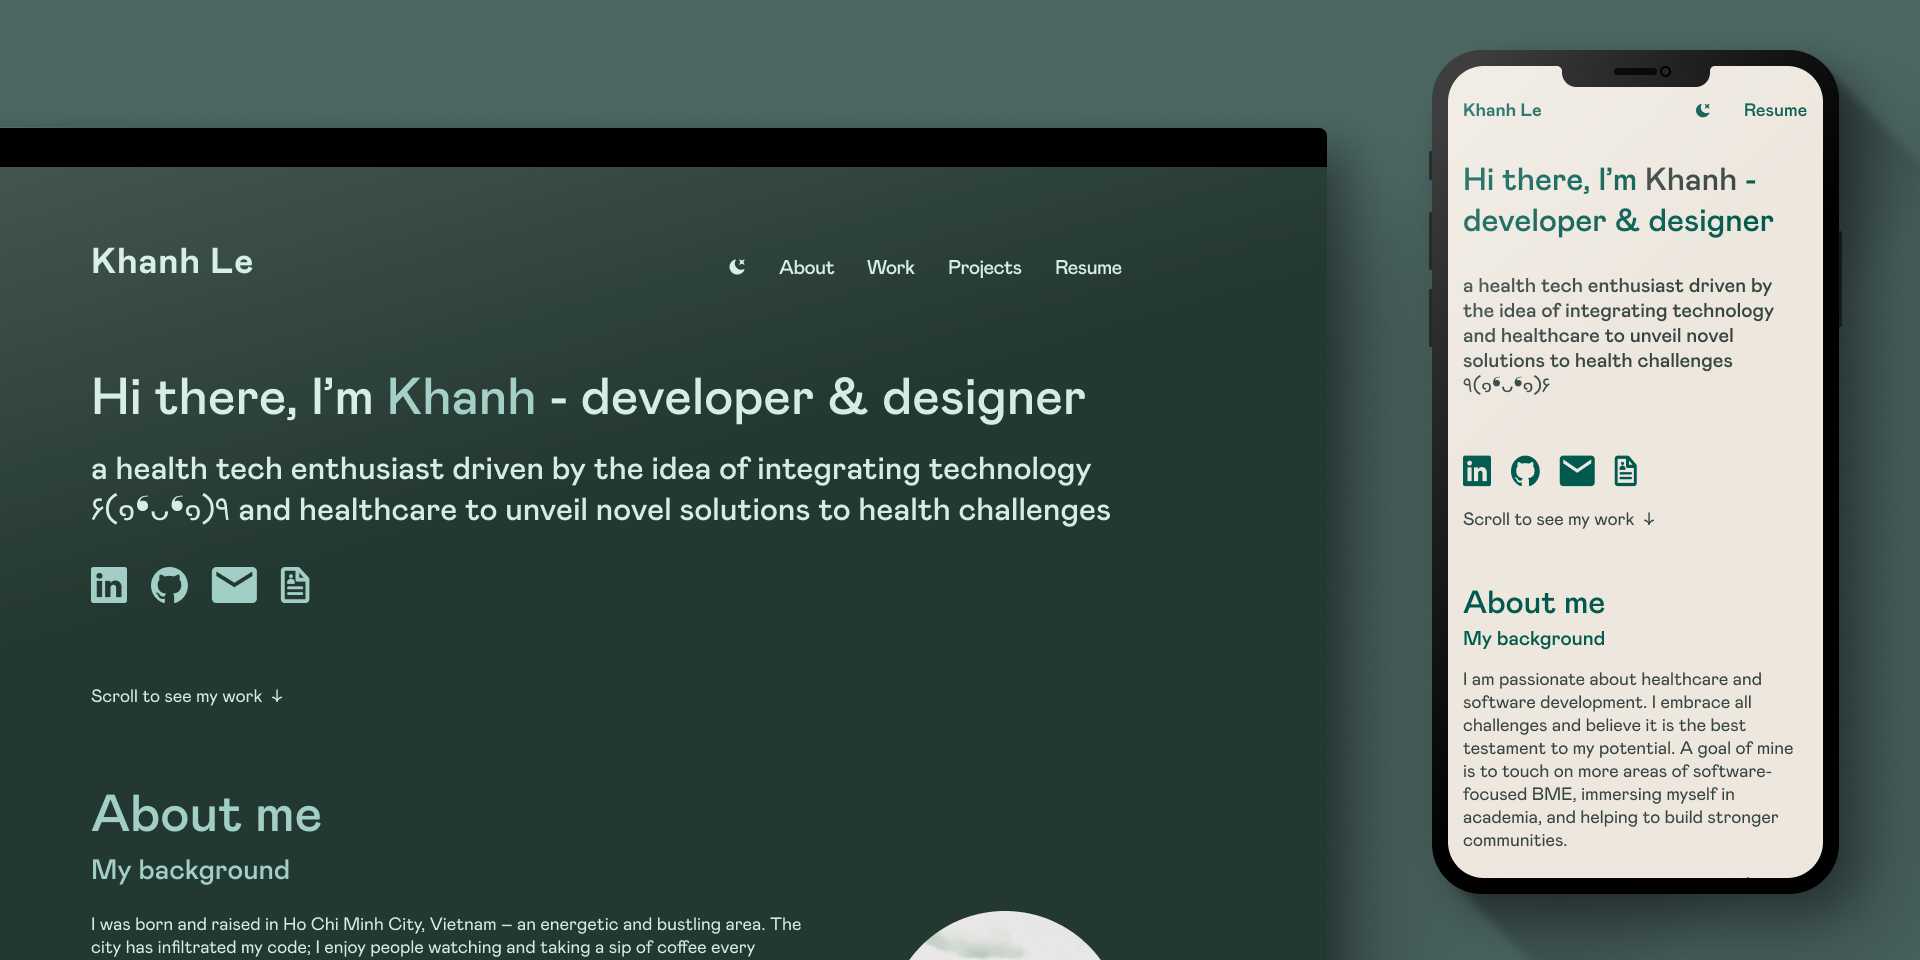 Khanh Le
About Work Projects Resume
Hi there, I’m Khanh - developer & designer
a health tech enthusiast driven by the idea of integrating technology
۶(๑❛ᴗ❛๑)۹ and healthcare to unveil novel solutions to health challenges
in
Scroll to see my work ↓
About me
My background
I was born and raised in Ho Chi Minh City, Vietnam – an energetic and bustling area. The
city has infiltrated my code; I enjoy people watching and taking a sip of coffee every
Khanh Le Resume
Hi there, I’m Khanh -
developer & designer
a health tech enthusiast driven by
the idea of integrating technology
and healthcare to unveil novel
solutions to health challenges
٩(๑❛ᴗ❛๑)۶
in
Scroll to see my work ↓
About me
My background
I am passionate about healthcare and
software development. I embrace all
challenges and believe it is the best
testament to my potential. A goal of mine
is to touch on more areas of software-
focused BME, immersing myself in
academia, and helping to build stronger
communities.